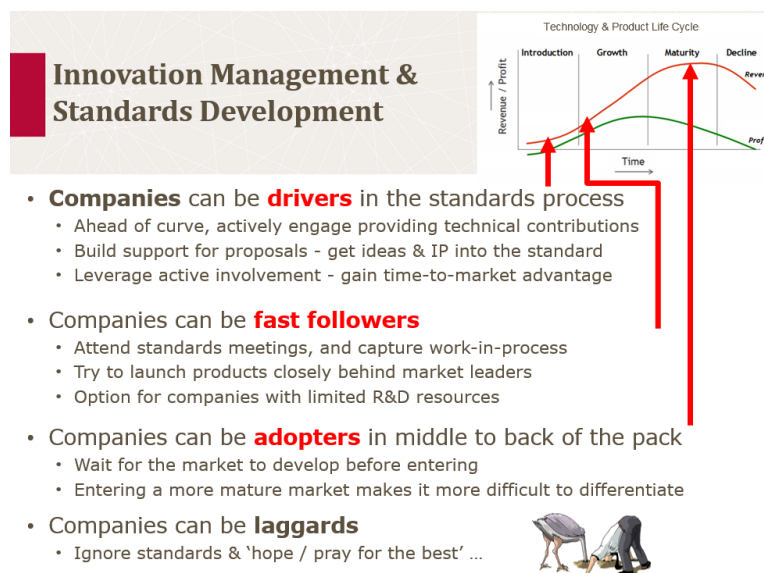 Technology & Product Life Cycle
Introduction Growth Maturity Decline
Revenue / Profit
Time
Innovation Management &
Standards Development
• Companies can be drivers in the standards process
• Ahead of curve, actively engage providing technical contributions
• Build support for proposals - get ideas & IP into the standard
• Leverage active involvement - gain time-to-market advantage
• Companies can be fast followers
• Attend standards meetings, and capture work-in-process
• Try to launch products closely behind market leaders
• Option for companies with limited R&D resources
• Companies can be adopters in middle to back of the pack
• Wait for the market to develop before entering
• Entering a more mature market makes it more difficult to differentiate
• Companies can be laggards
• Ignore standards & ‘hope / pray for the best’ …